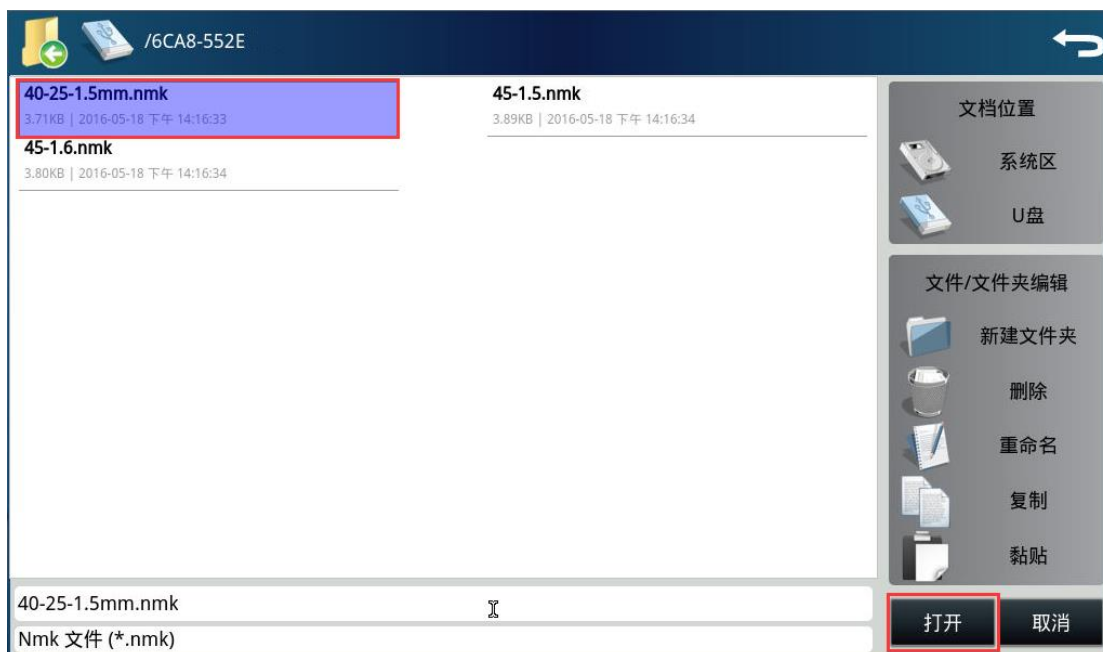 /6CA8-552E
40-25-1.5mm.nmk
3.71KB | 2016-05-18 下午 14:16:33
45-1.5.nmk
3.89KB | 2016-05-18 下午 14:16:34
45-1.6.nmk
3.80KB | 2016-05-18 下午 14:16:34
文档位置
系统区
U盘
文件/文件夹编辑
新建文件夹
删除
重命名
复制
黏贴
40-25-1.5mm.nmk
Nmk 文件 (*.nmk)
打开
取消